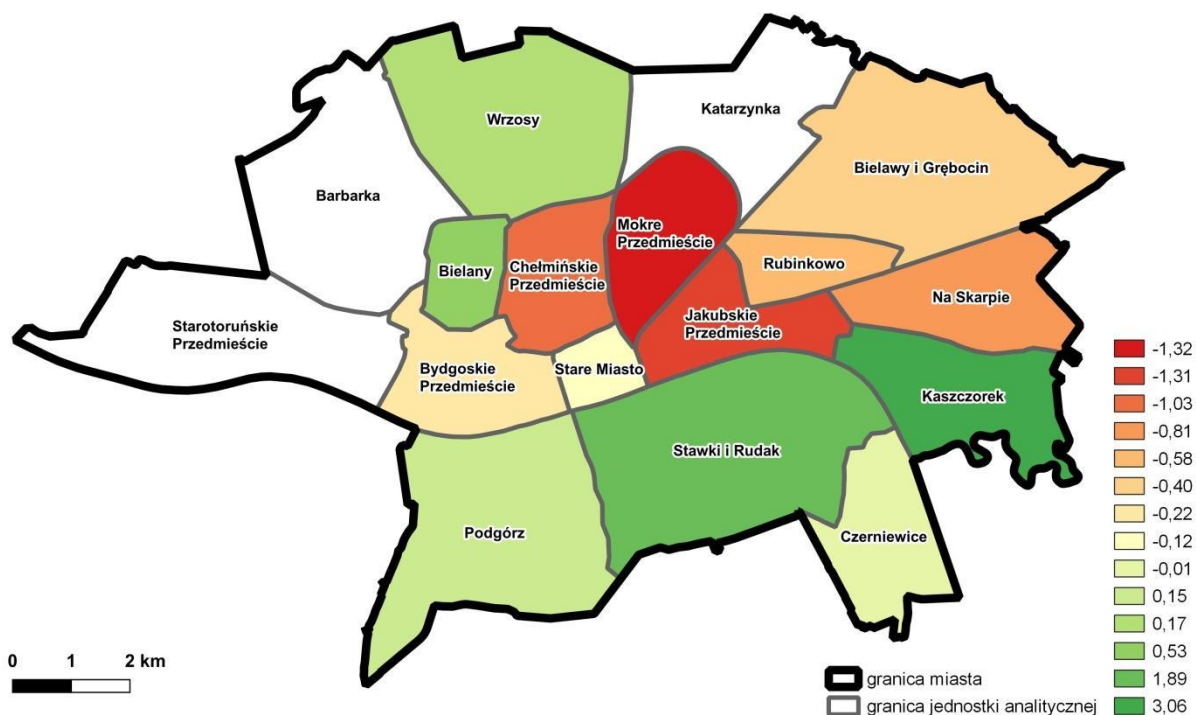 Wrzosy
Katarzynka
Bielawy i Grębocin
Barbarka
Mokre
Przedmieście
Bielany
Chełmińskie
Przedmieście
Rubinkowo
Na Skarpie
Starotoruńskie
Przedmieście
Jakubskie
Przedmieście
Bydgoskie
Przedmieście
Stare Miasto
Kaszczorek
Stawki i Rudak
Podgórz
Czerniewice
-1,32
-1,31
-1,03
-0,81
-0,58
-0,40
-0,22
-0,12
-0,01
0,15
0,17
0,53
1,89
3,06
0 1 2 km
granica miasta
granica jednostki analitycznej